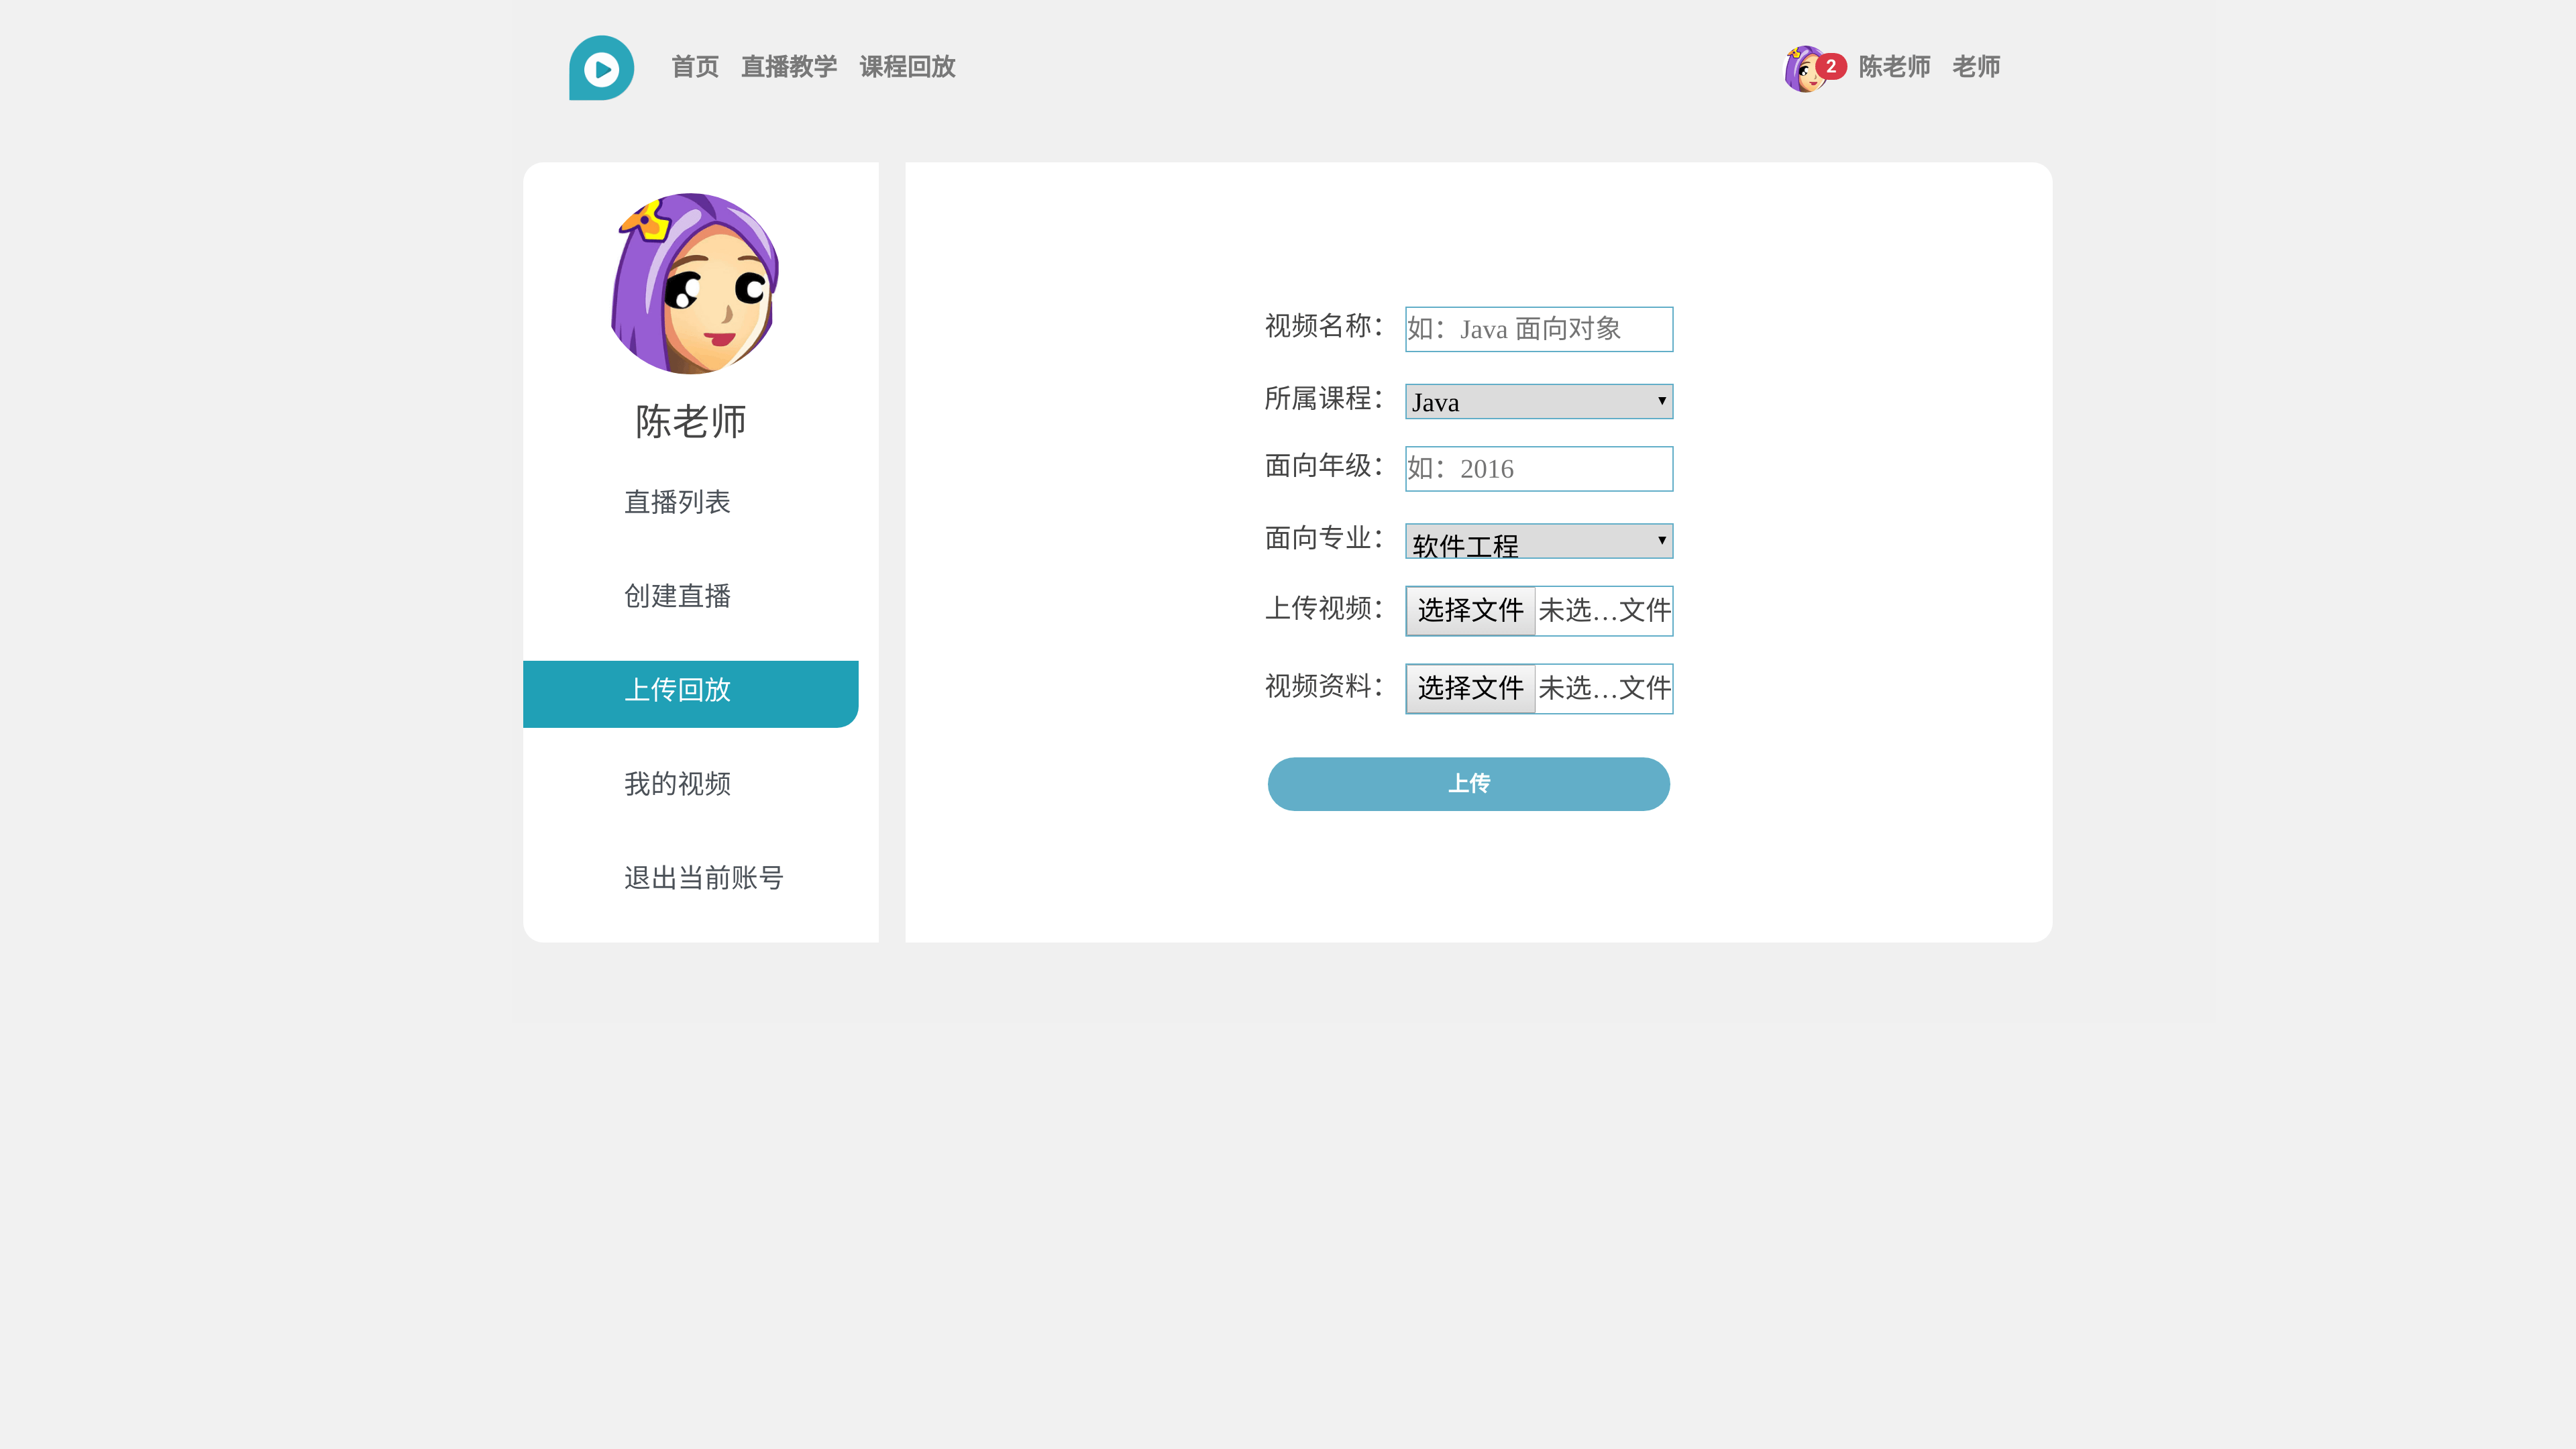 首页 直播教学 课程回放
2 陈老师 老师
陈老师
直播列表
创建直播
上传回放
我的视频
退出当前账号
视频名称： 如：Java 面向对象
所属课程： Java
面向年级： 如：2016
面向专业： 软件工程
上传视频： 选择文件 未选…文件
视频资料： 选择文件 未选…文件
上传